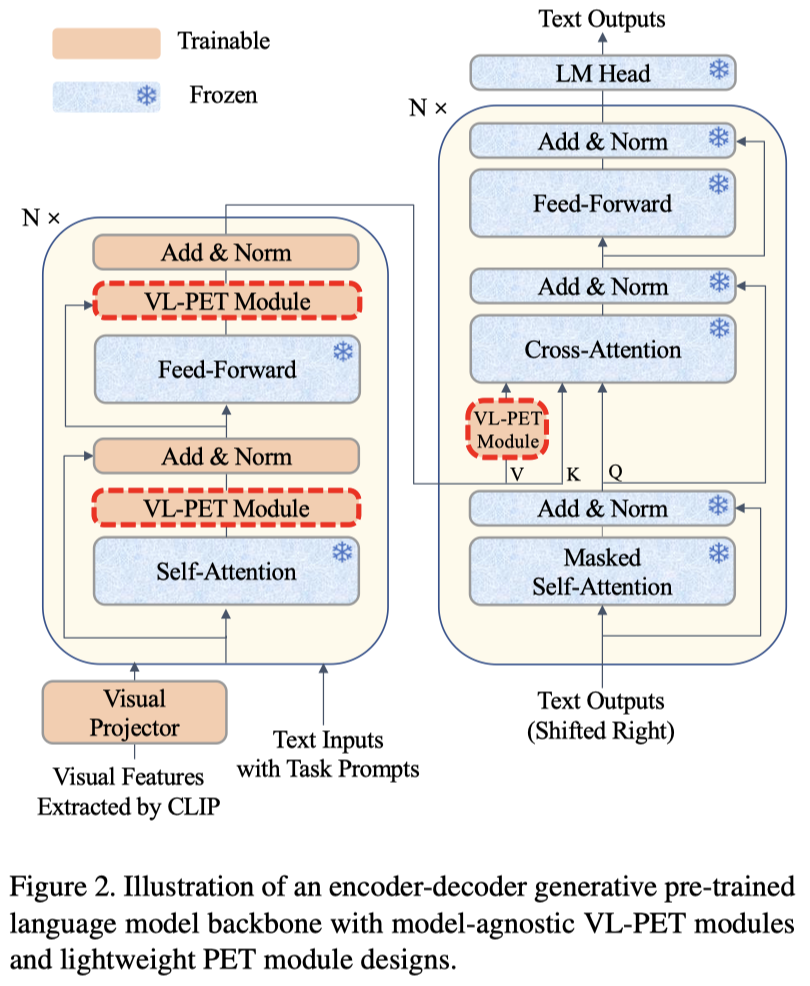 Trainable
Frozen
N ×
Add & Norm
VL-PET Module
Feed-Forward
Add & Norm
VL-PET Module
Self-Attention
Visual
Projector
Visual Features
Extracted by CLIP
Text Inputs
with Task Prompts
Text Outputs
LM Head
N ×
Add & Norm
Feed-Forward
Add & Norm
Cross-Attention
VL-PET
Module
V
K
Q
Add & Norm
Masked
Self-Attention
Text Outputs
(Shifted Right)
Figure 2. Illustration of an encoder-decoder generative pre-trained
language model backbone with model-agnostic VL-PET modules
and lightweight PET module designs.